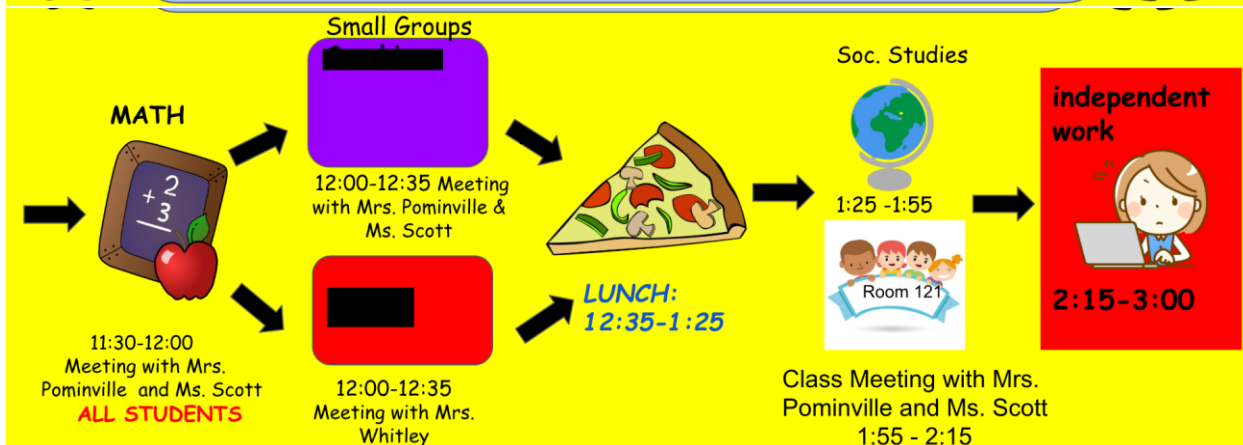 MATH
2
+ 3
11:30-12:00
Meeting with Mrs.
Pominville and Ms. Scott
ALL STUDENTS
Small Groups
12:00-12:35 Meeting
with Mrs. Pominville &
Ms. Scott
12:00-12:35
Meeting with Mrs.
Whitley
LUNCH:
12:35-1:25
Soc. Studies
1:25 -1:55
Room 121
Class Meeting with Mrs.
Pominville and Ms. Scott
1:55 - 2:15
independent
work
2:15-3:00